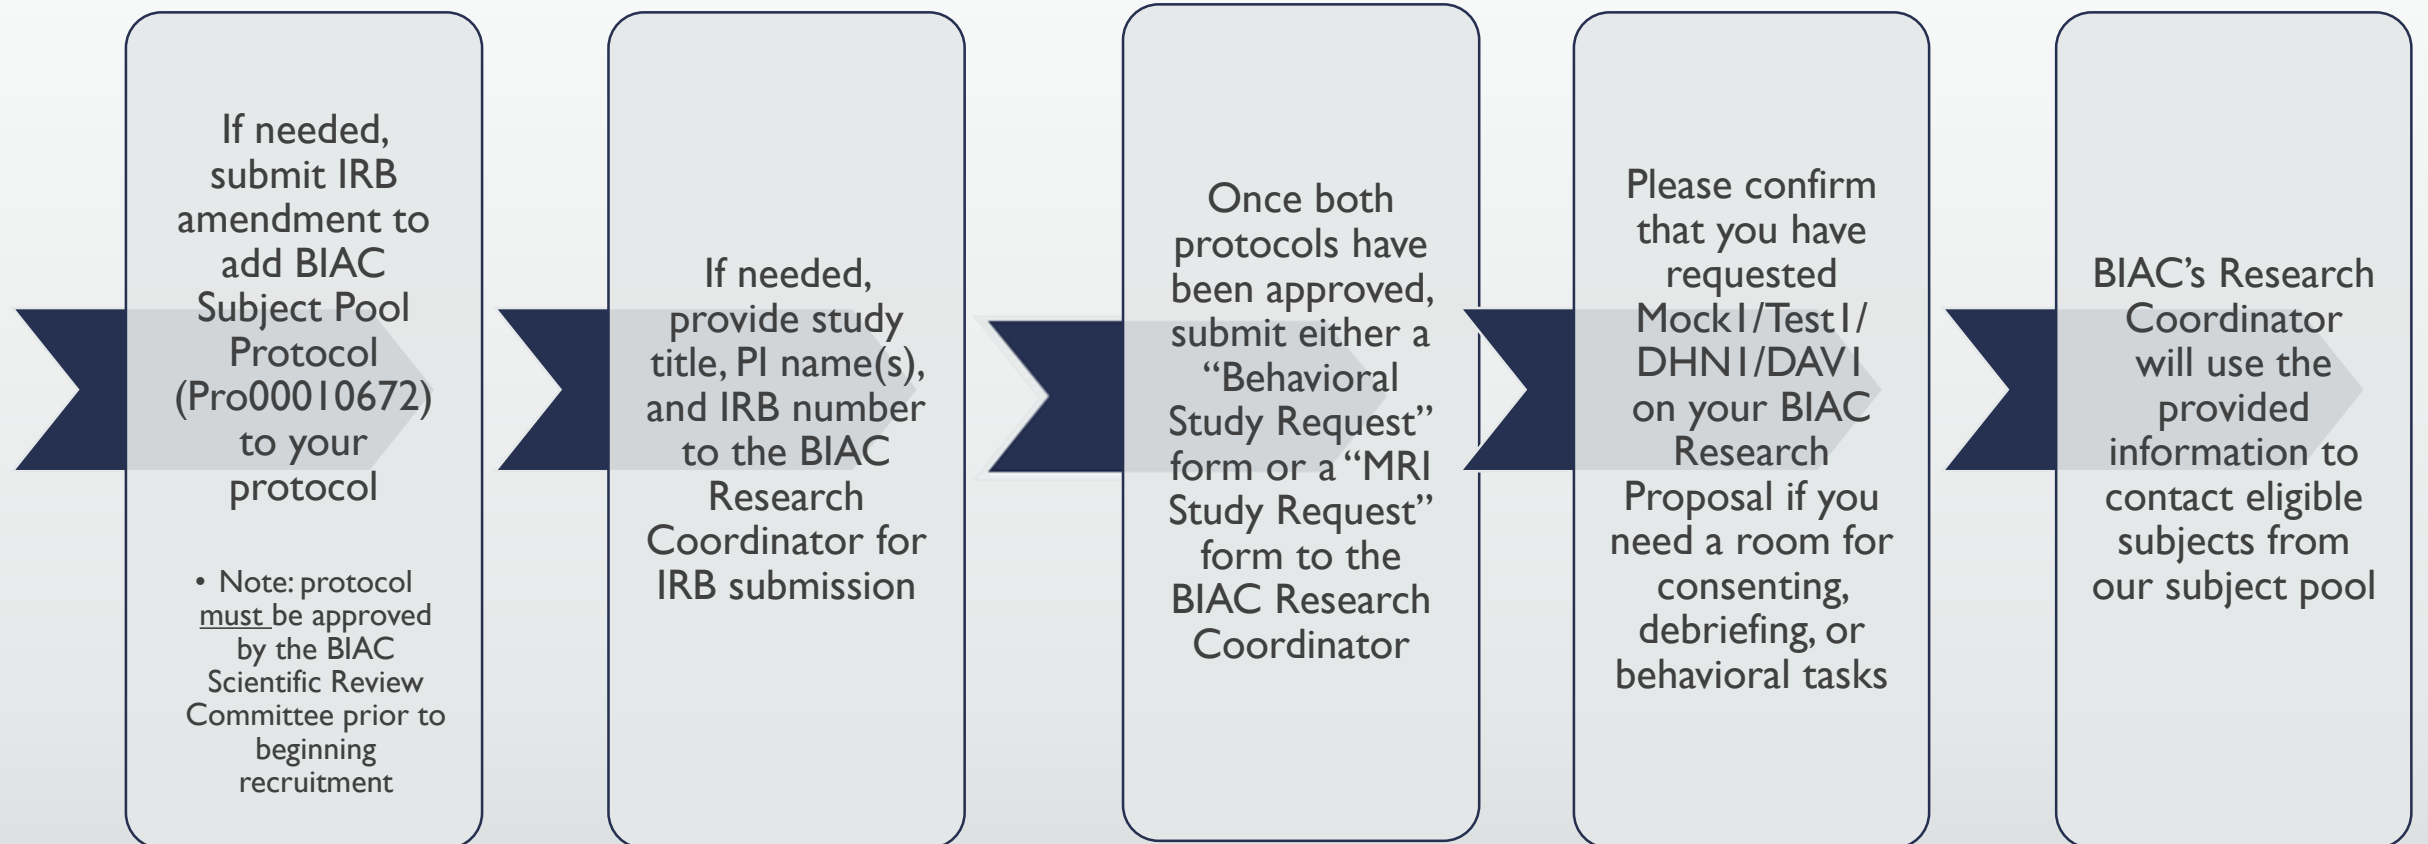 If needed,
submit IRB
amendment to
add BIAC
Subject Pool
Protocol
(Pro00010672)
to your
protocol
• Note: protocol
must be approved
by the BIAC
Scientific Review
Committee prior to
beginning
recruitment
If needed,
provide study
title, PI name(s),
and IRB number
to the BIAC
Research
Coordinator for
IRB submission
Once both
protocols have
been approved,
submit either a
“Behavioral
Study Request”
form or a “MRI
Study Request”
form to the
BIAC Research
Coordinator
Please confirm
that you have
requested
Mock1/Test1/
DHN1/DAV1
on your BIAC
Research
Proposal if you
need a room for
consenting,
debriefing, or
behavioral tasks
BIAC’s Research
Coordinator
will use the
provided
information to
contact eligible
subjects from
our subject pool